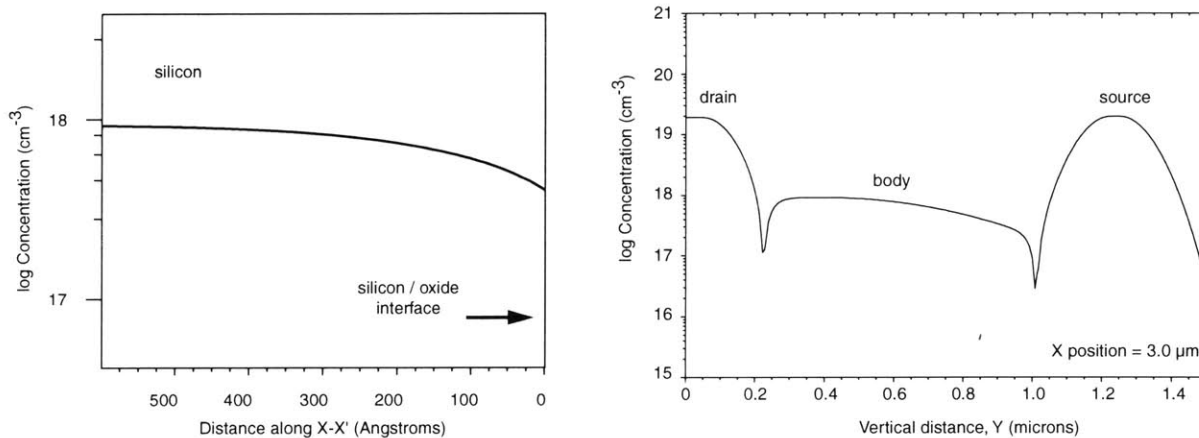 log Concentration (cm-3)
silicon
18
17
silicon / oxide
interface
500 400 300 200 100 0
Distance along X-X' (Angstroms)
log Concentration (cm-3)
21
20
19
18
17
16
15
drain
source
body
X position = 3.0 µm
0 0.2 0.4 0.6 0.8 1.0 1.2 1.4
Vertical distance, Y (microns)